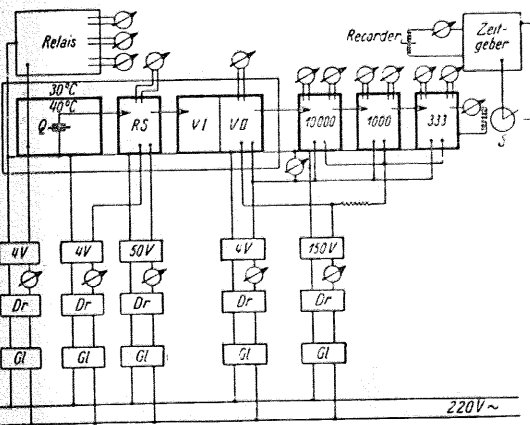 Relais
Recorder
Zeit-
geber
30°C
40°C
Q
RS
V I
V II
10000
1000
333
S
4V
4V
50V
4V
150V
Dr
Dr
Dr
Dr
Dr
Gl
Gl
Gl
Gl
Gl
220V~